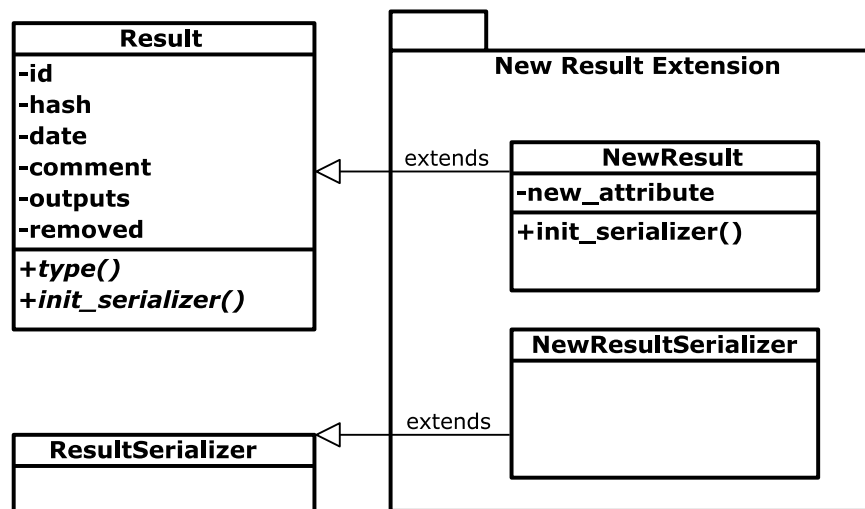 Result
-id
-hash
-date
-comment
-outputs
-removed
+type()
+init_serializer()
New Result Extension
extends
NewResult
-new_attribute
+init_serializer()
NewResultSerializer
extends
ResultSerializer